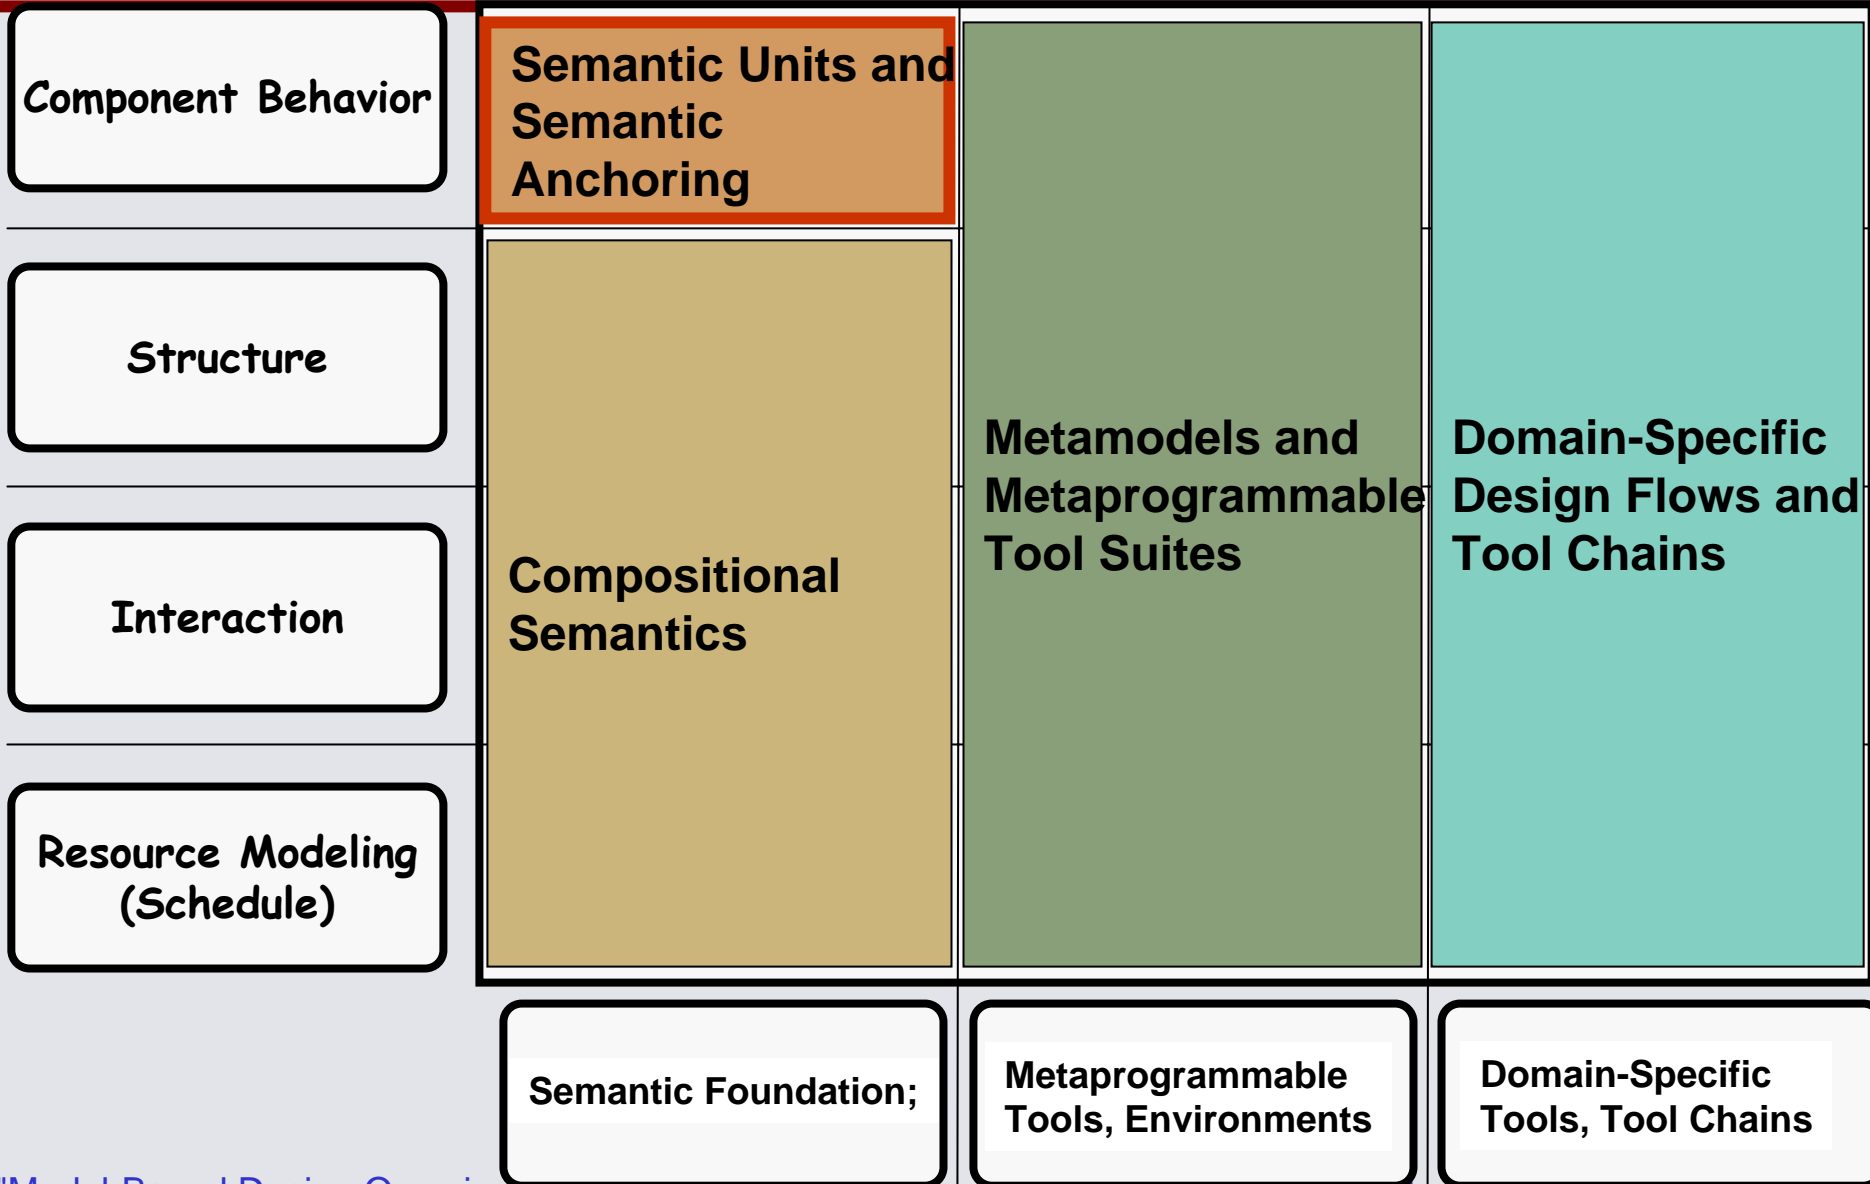 Component Behavior
Semantic Units and
Semantic
Anchoring
Structure
Interaction
Resource Modeling
(Schedule)
Compositional
Semantics
Metamodels and
Metaprogrammable
Tool Suites
Domain-Specific
Design Flows and
Tool Chains
Semantic Foundation;
Metaprogrammable
Tools, Environments
Domain-Specific
Tools, Tool Chains